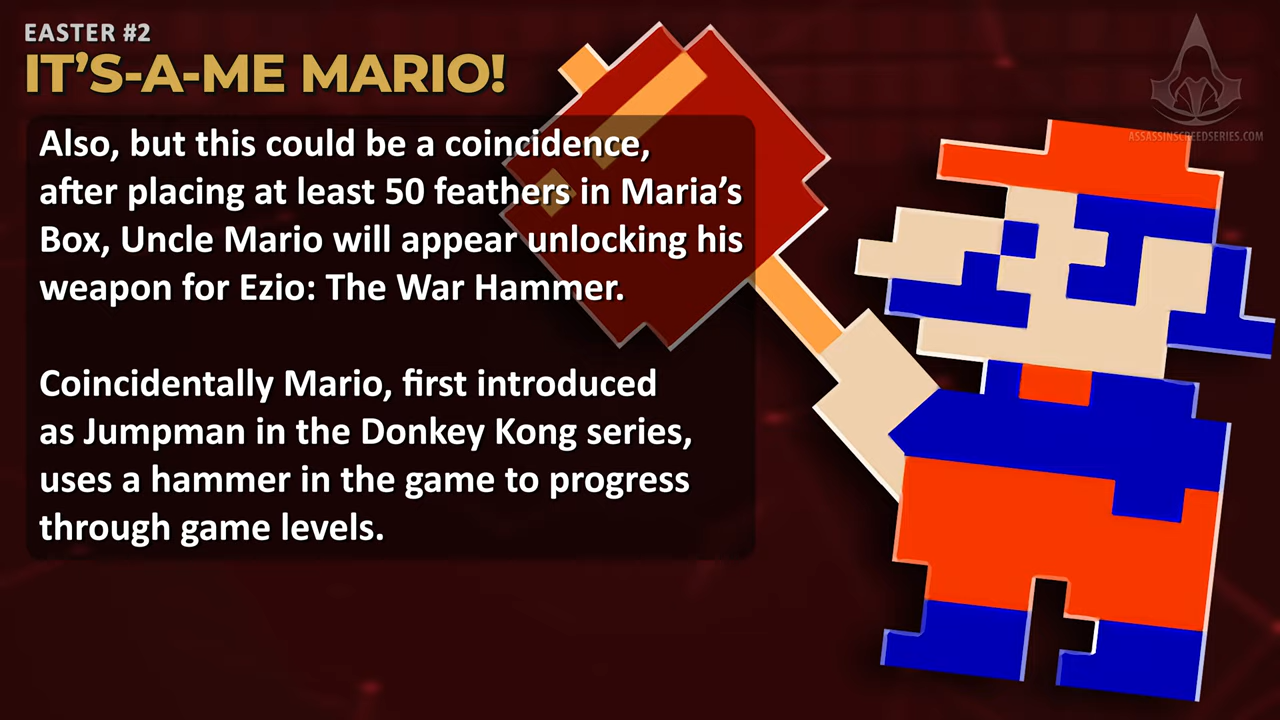 EASTER #2
IT’S-A-ME MARIO!
ASSASSINSCREEDSERIES.COM
Also, but this could be a coincidence,
after placing at least 50 feathers in Maria’s
Box, Uncle Mario will appear unlocking his
weapon for Ezio: The War Hammer.
Coincidentally Mario, first introduced
as Jumpman in the Donkey Kong series,
uses a hammer in the game to progress
through game levels.